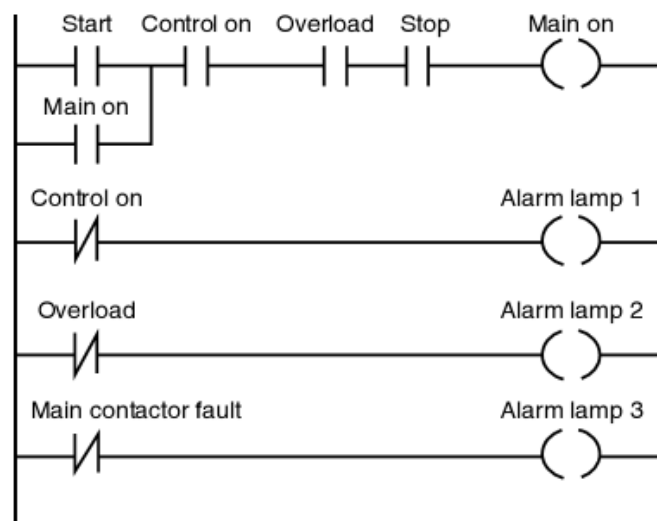 Start Control on Overload Stop Main on
Main on
Control on Alarm lamp 1
Overload Alarm lamp 2
Main contactor fault Alarm lamp 3